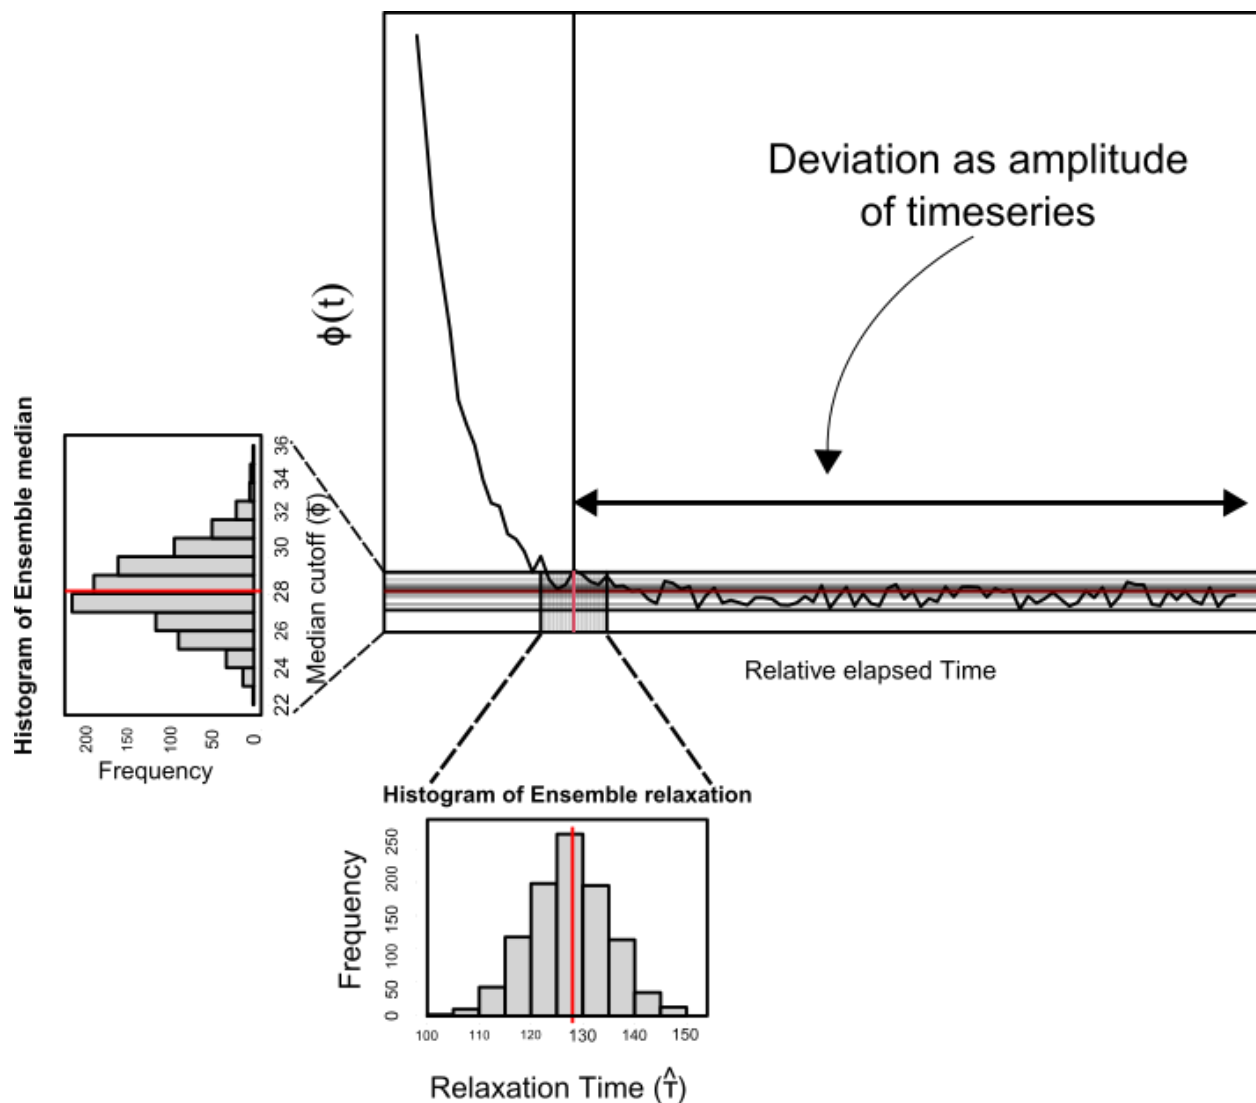 Deviation as amplitude
of timeseries
ϕ(t)
Histogram of Ensemble median
36
34
32
30
28
26
24
22
Median cutoff (ϕ̂)
200
150
100
50
0
Frequency
Relative elapsed Time
Histogram of Ensemble relaxation
Frequency
250
200
150
100
50
0
100
110
120
130
140
150
Relaxation Time (τ̂)